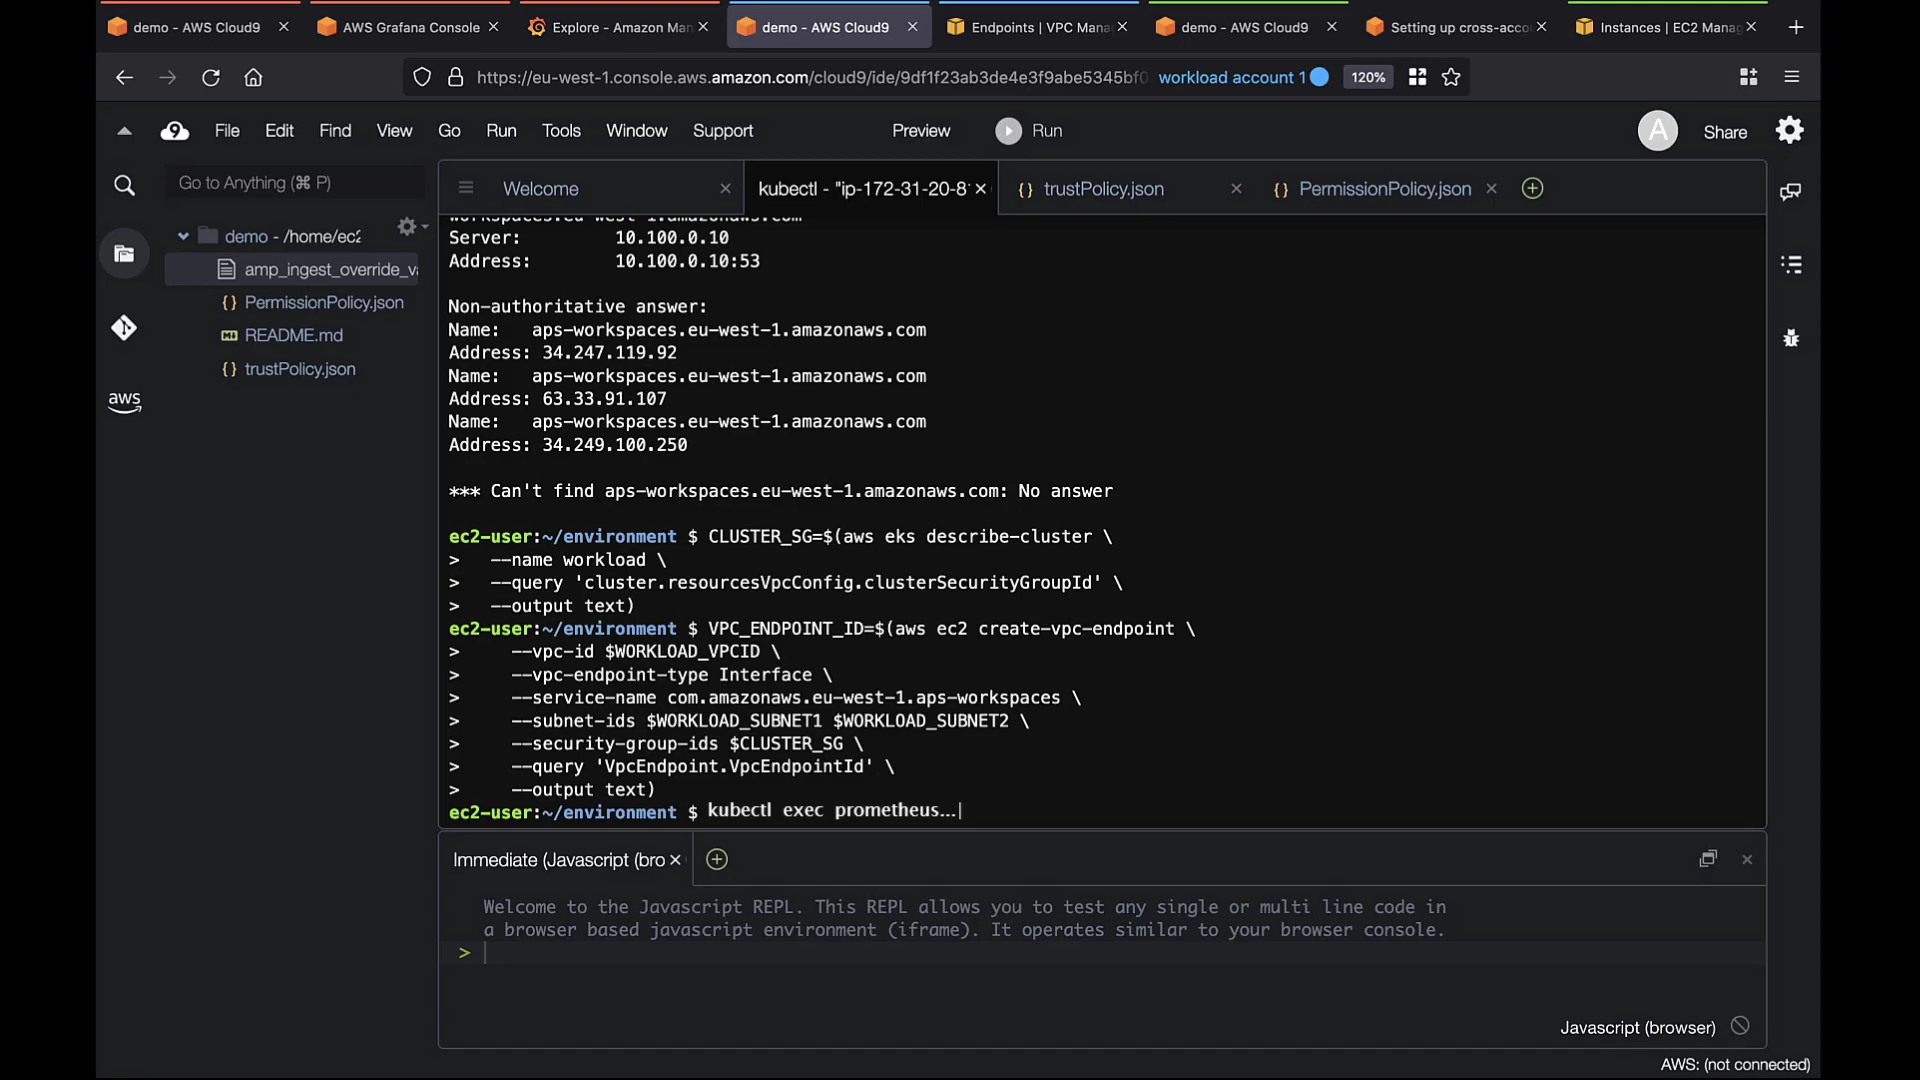 demo - AWS Cloud9
AWS Grafana Console
Explore - Amazon Man
demo - AWS Cloud9
Endpoints | VPC Mana
demo - AWS Cloud9
Setting up cross-acco
Instances | EC2 Manag
https://eu-west-1.console.aws.amazon.com/cloud9/ide/9df1f23ab3de4e3f9abe5345bf0
workload account 1
120%
9 File Edit Find View Go Run Tools Window Support Preview Run A Share
Go to Anything (⌘ P)
Welcome
kubectl - "ip-172-31-20-8
{} trustPolicy.json
{} PermissionPolicy.json
demo - /home/ec2
amp_ingest_override_va
{} PermissionPolicy.json
README.md
{} trustPolicy.json
aws
workspaces.eu-west-1.amazonaws.com
Server: 10.100.0.10
Address: 10.100.0.10:53
Non-authoritative answer:
Name: aps-workspaces.eu-west-1.amazonaws.com
Address: 34.247.119.92
Name: aps-workspaces.eu-west-1.amazonaws.com
Address: 63.33.91.107
Name: aps-workspaces.eu-west-1.amazonaws.com
Address: 34.249.100.250
*** Can't find aps-workspaces.eu-west-1.amazonaws.com: No answer
ec2-user:~/environment $ CLUSTER_SG=$(aws eks describe-cluster \
> --name workload \
> --query 'cluster.resourcesVpcConfig.clusterSecurityGroupId' \
> --output text)
ec2-user:~/environment $ VPC_ENDPOINT_ID=$(aws ec2 create-vpc-endpoint \
> --vpc-id $WORKLOAD_VPCID \
> --vpc-endpoint-type Interface \
> --service-name com.amazonaws.eu-west-1.aps-workspaces \
> --subnet-ids $WORKLOAD_SUBNET1 $WORKLOAD_SUBNET2 \
> --security-group-ids $CLUSTER_SG \
> --query 'VpcEndpoint.VpcEndpointId' \
> --output text)
ec2-user:~/environment $ kubectl exec prometheus...
Immediate (Javascript (bro
Welcome to the Javascript REPL. This REPL allows you to test any single or multi line code in
a browser based javascript environment (iframe). It operates similar to your browser console.
>
Javascript (browser)
AWS: (not connected)